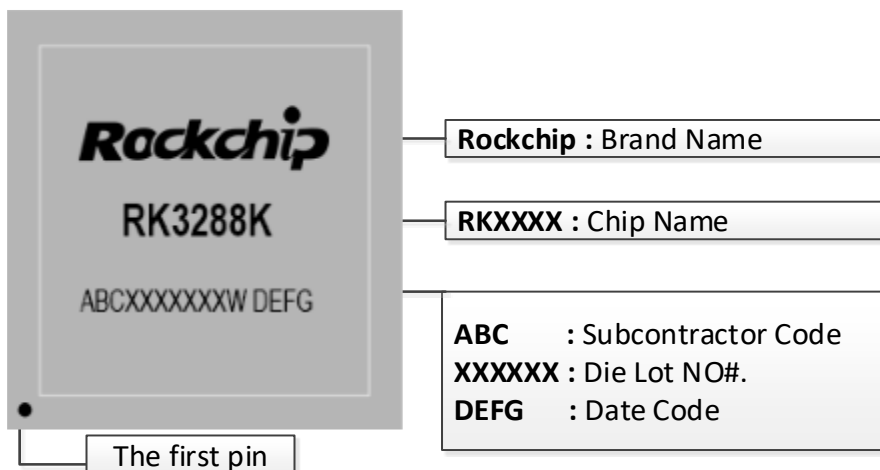 Rockchip
RK3288K
ABCXXXXXXXW DEFG
Rockchip : Brand Name
RKXXXX : Chip Name
ABC : Subcontractor Code
XXXXXX : Die Lot NO#.
DEFG : Date Code
The first pin